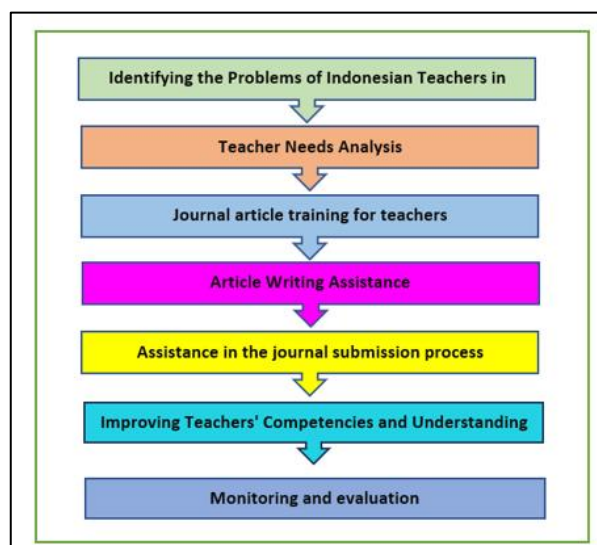 Identifying the Problems of Indonesian Teachers in
Teacher Needs Analysis
Journal article training for teachers
Article Writing Assistance
Assistance in the journal submission process
Improving Teachers' Competencies and Understanding
Monitoring and evaluation